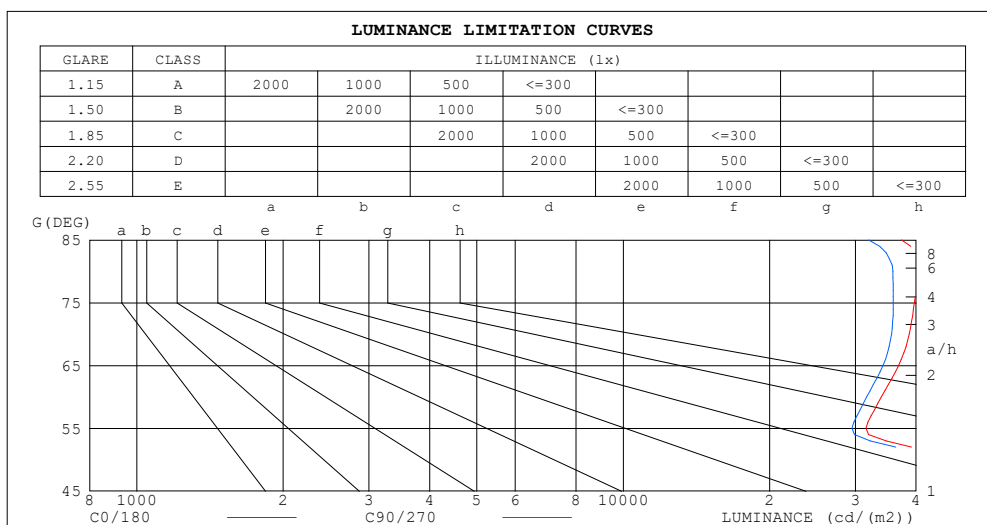 LUMINANCE LIMITATION CURVES
GLARE CLASS ILLUMINANCE (lx)
1.15 A 2000 1000 500 <=300
1.50 B 2000 1000 500 <=300
1.85 C 2000 1000 500 <=300
2.20 D 2000 1000 500 <=300
2.55 E 2000 1000 500 <=300
a b c d e f g h
G(DEG)
a b c d e f g h
85
8
6
75 4
3
a/h
65 2
55
45 1
8 1000 2 3 4 5 6 8 10000 2 3 4
C0/180 C90/270 LUMINANCE (cd/(m2))